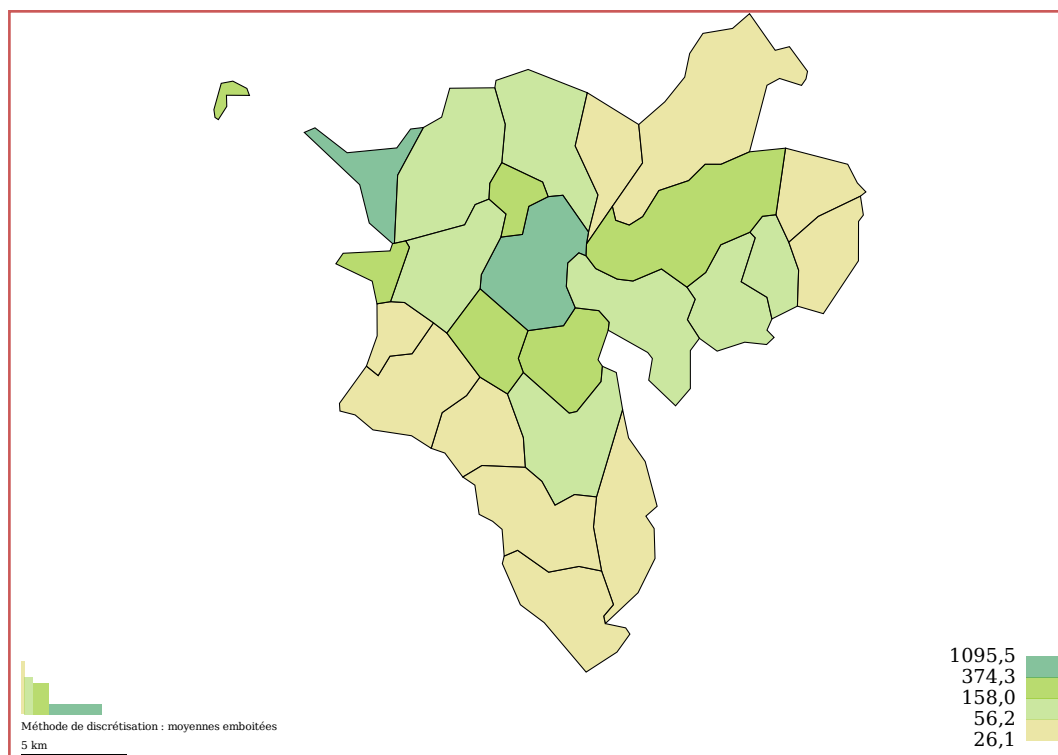 1095,5
374,3
158,0
56,2
26,1
Méthode de discrétisation : moyennes emboitées
5 km